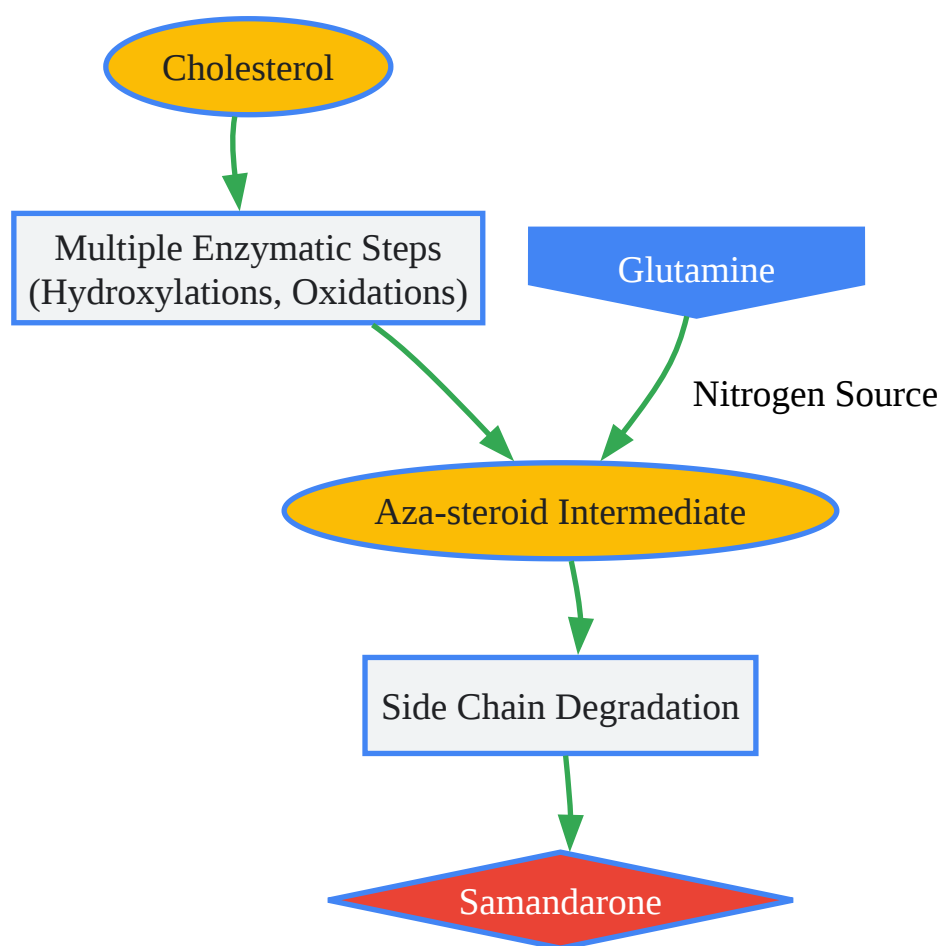 Cholesterol
Multiple Enzymatic Steps
(Hydroxylations, Oxidations)
Glutamine
Nitrogen Source
Aza-steroid Intermediate
Side Chain Degradation
Samandarone